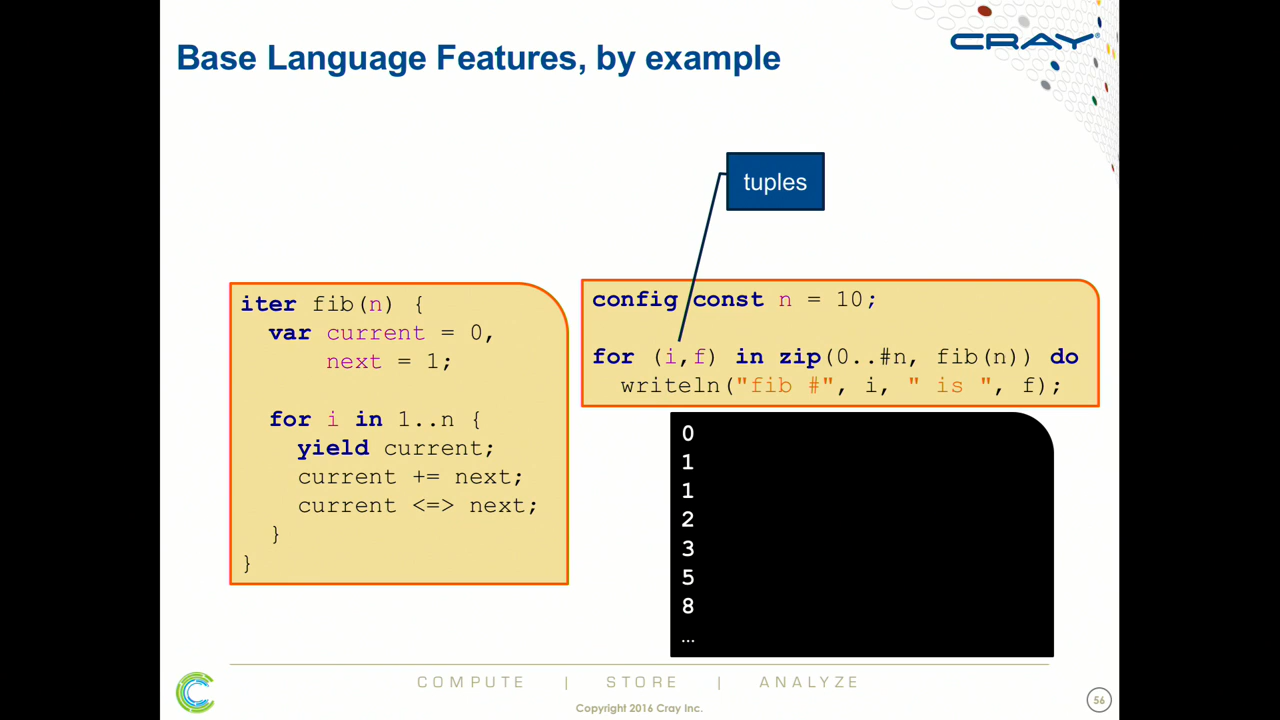 Base Language Features, by example
CRAY®
tuples
iter fib(n) {
  var current = 0,
      next = 1;

  for i in 1..n {
    yield current;
    current += next;
    current <=> next;
  }
}
config const n = 10;

for (i,f) in zip(0..#n, fib(n)) do
  writeln("fib #", i, " is ", f);
0
1
1
2
3
5
8
...
COMPUTE | STORE | ANALYZE
Copyright 2016 Cray Inc.
56